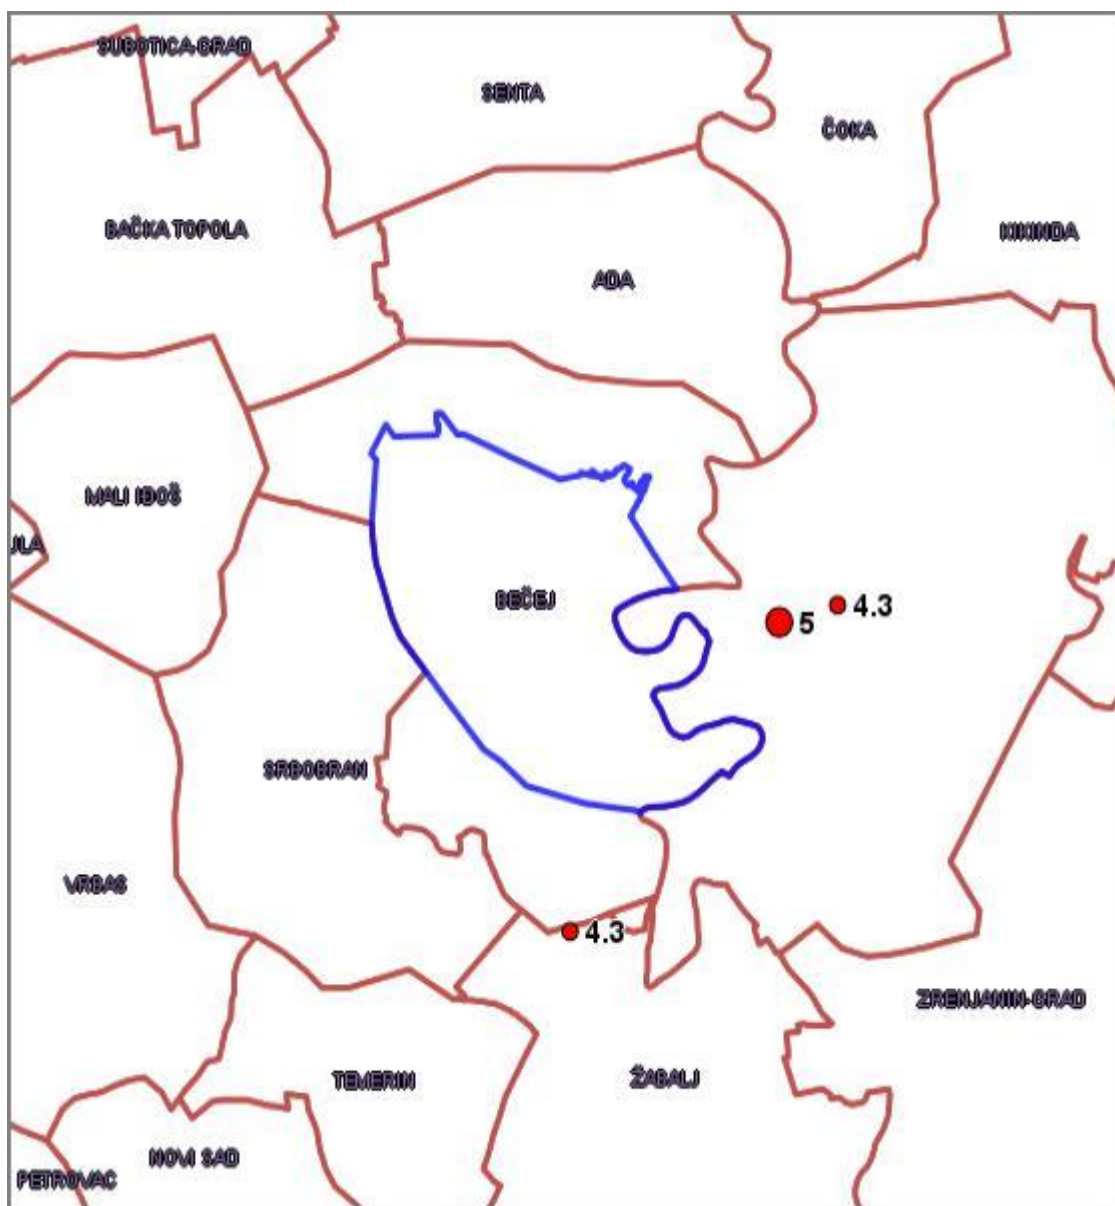 SUBOTICA-GRAD
SENTA
ČOKA
BAČKA TOPOLA
KIKINDA
ADA
MALI IĐOŠ
ULA
BEČEJ
4.3
5
SRBOBRAN
VRBAS
4.3
ZRENJANIN-GRAD
TEMERIN
ŽABALJ
NOVI SAD
PETROVAC